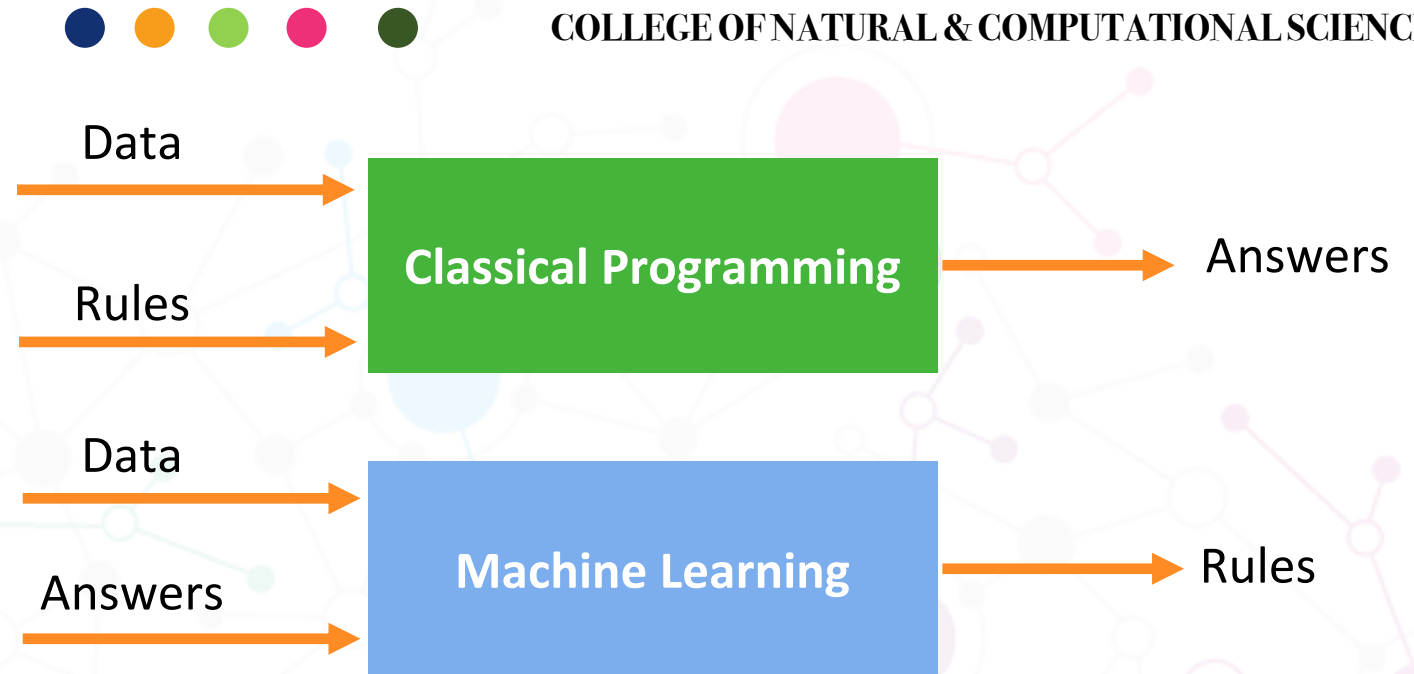 COLLEGE OF NATURAL & COMPUTATIONAL SCIENC
Data
Rules
Classical Programming
Answers
Data
Answers
Machine Learning
Rules